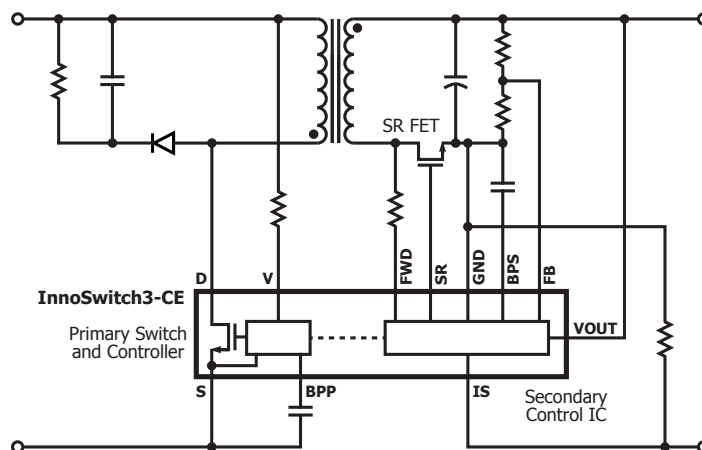 SR FET
D
V
FWD
SR
GND
BPS
FB
InnoSwitch3-CE
Primary Switch
and Controller
VOUT
S
BPP
IS
Secondary
Control IC